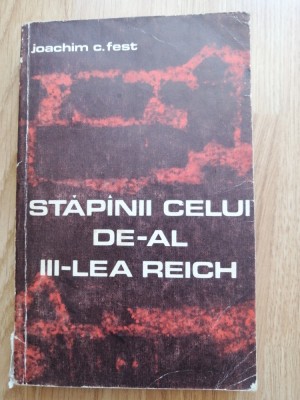 joachim c. fest
STĂPÎNII CELUI
DE-AL
III-LEA REICH